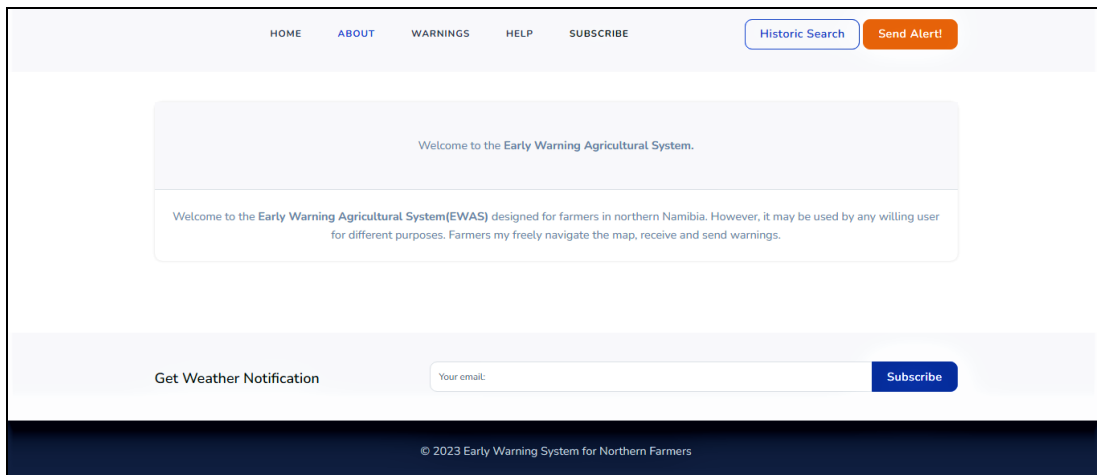 HOME ABOUT WARNINGS HELP SUBSCRIBE Historic Search Send Alert!
Welcome to the Early Warning Agricultural System.
Welcome to the Early Warning Agricultural System(EWAS) designed for farmers in northern Namibia. However, it may be used by any willing user
for different purposes. Farmers my freely navigate the map, receive and send warnings.
Get Weather Notification Your email: Subscribe
© 2023 Early Warning System for Northern Farmers